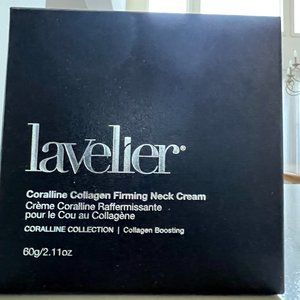 lavelier®
Coralline Collagen Firming Neck Cream
Crème Coralline Raffermissante
pour le Cou au Collagène
CORALLINE COLLECTION | Collagen Boosting
60g/2.11oz